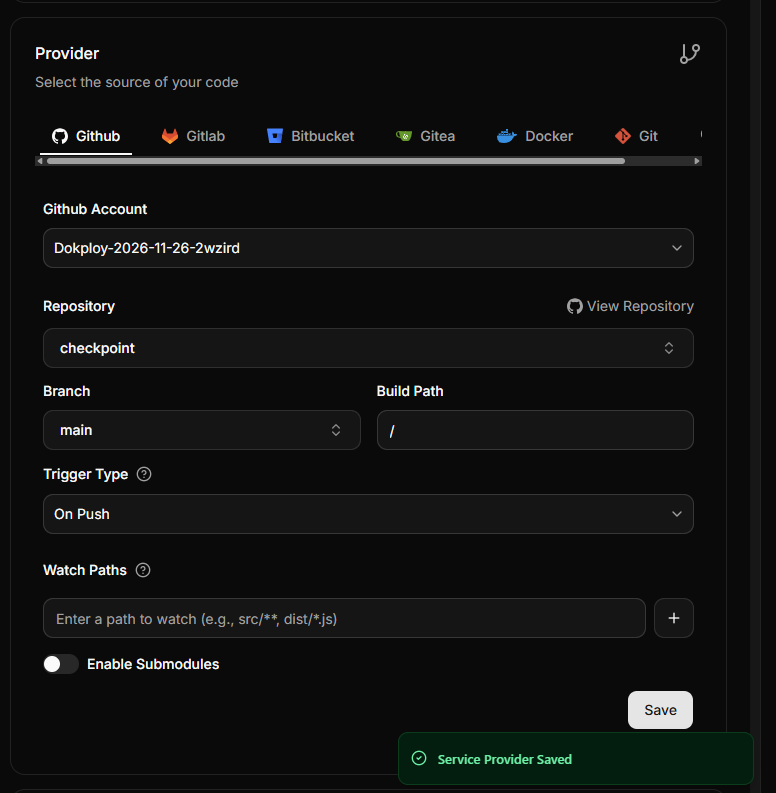 Provider
Select the source of your code
Github
Gitlab
Bitbucket
Gitea
Docker
Git
Github Account
Dokploy-2026-11-26-2wzird
Repository
View Repository
checkpoint
Branch
Build Path
main
/
Trigger Type
On Push
Watch Paths
Enter a path to watch (e.g., src/**, dist/*.js)
+
Enable Submodules
Save
Service Provider Saved